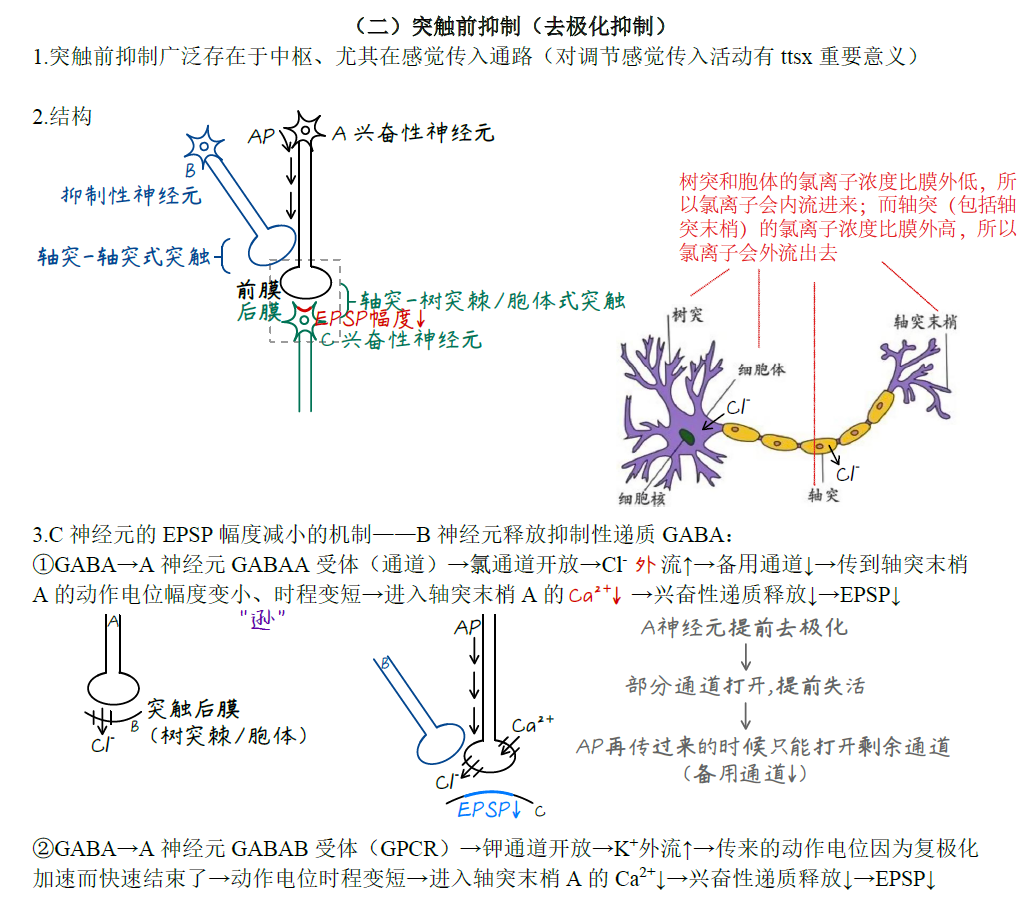 （二）突触前抑制（去极化抑制）
1.突触前抑制广泛存在于中枢、尤其在感觉传入通路（对调节感觉传入活动有 ttsx 重要意义）
2.结构
AP
A 兴奋性神经元
B
抑制性神经元
轴突-轴突式突触
前膜
后膜
轴突-树突棘/胞体式突触
EPSP幅度↓
C 兴奋性神经元
树突和胞体的氯离子浓度比膜外低，所
以氯离子会内流进来；而轴突（包括轴
突末梢）的氯离子浓度比膜外高，所以
氯离子会外流出去
树突
轴突末梢
细胞体
Cl⁻
Cl⁻
细胞核
轴突
3.C 神经元的 EPSP 幅度减小的机制——B 神经元释放抑制性递质 GABA：
①GABA→A 神经元 GABAA 受体（通道）→氯通道开放→Cl⁻ 外 流↑→备用通道↓→传到轴突末梢
A 的动作电位幅度变小、时程变短→进入轴突末梢 A 的 Ca²⁺↓ →兴奋性递质释放↓→EPSP↓
A
"逊"
突触后膜
B
（树突棘/胞体）
Cl⁻
AP
B
Ca²⁺
Cl⁻
EPSP↓
C
A神经元提前去极化
↓
部分通道打开,提前失活
↓
AP再传过来的时候只能打开剩余通道
（备用通道↓）
②GABA→A 神经元 GABAB 受体（GPCR）→钾通道开放→K⁺外流↑→传来的动作电位因为复极化
加速而快速结束了→动作电位时程变短→进入轴突末梢 A 的 Ca²⁺↓→兴奋性递质释放↓→EPSP↓